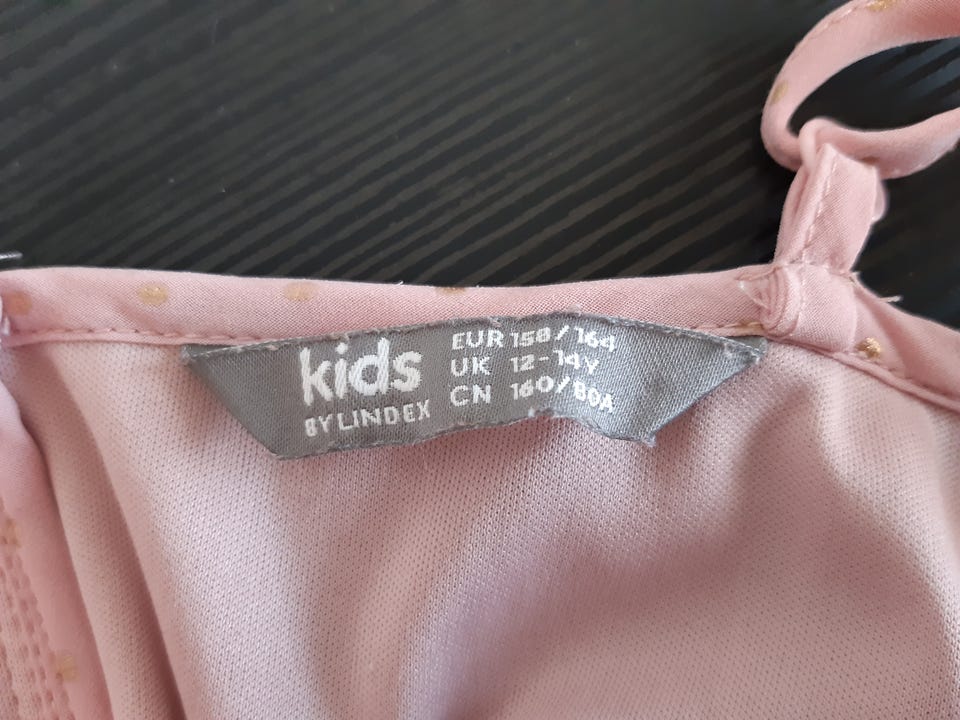 kids
BY LINDEX
EUR 158/164
UK 12-14Y
CN 160/80A